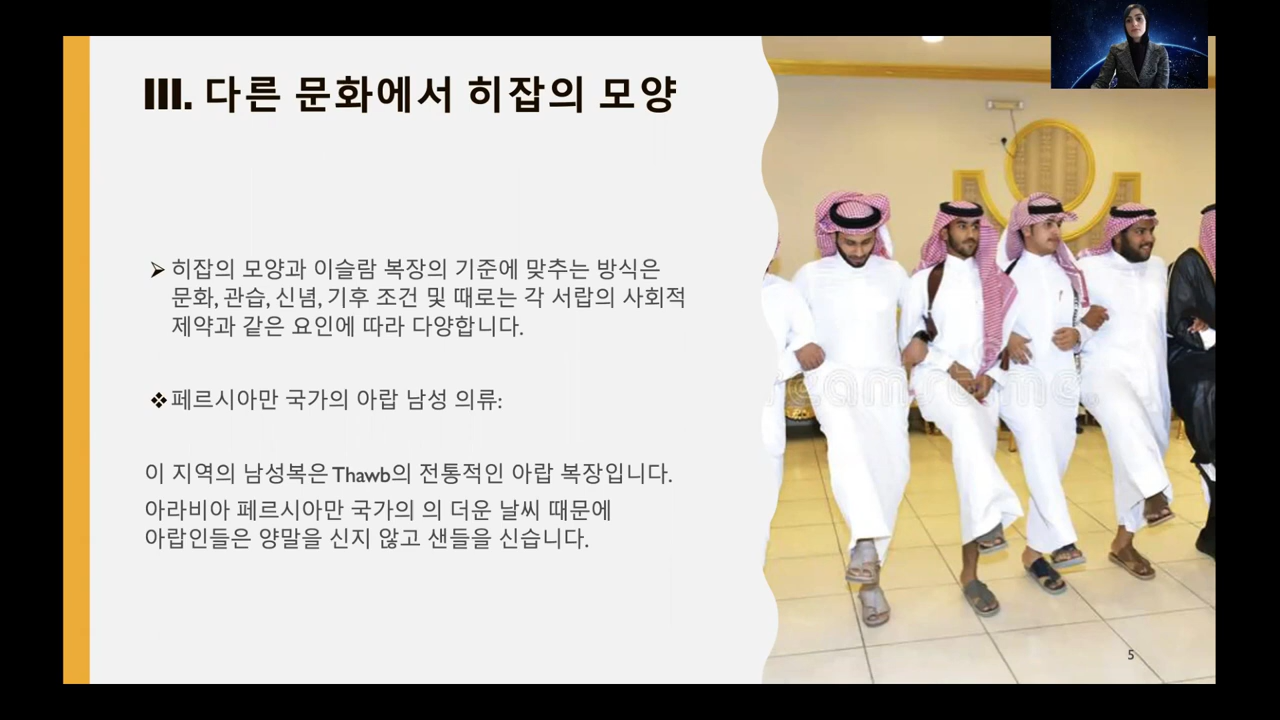 III. 다른 문화에서 히잡의 모양
➢ 히잡의 모양과 이슬람 복장의 기준에 맞추는 방식은
문화, 관습, 신념, 기후 조건 및 때로는 각 서랍의 사회적
제약과 같은 요인에 따라 다양합니다.
❖ 페르시아만 국가의 아랍 남성 의류:
이 지역의 남성복은 Thawb의 전통적인 아랍 복장입니다.
아라비아 페르시아만 국가의 의 더운 날씨 때문에
아랍인들은 양말을 신지 않고 샌들을 신습니다.
dreamstime
5